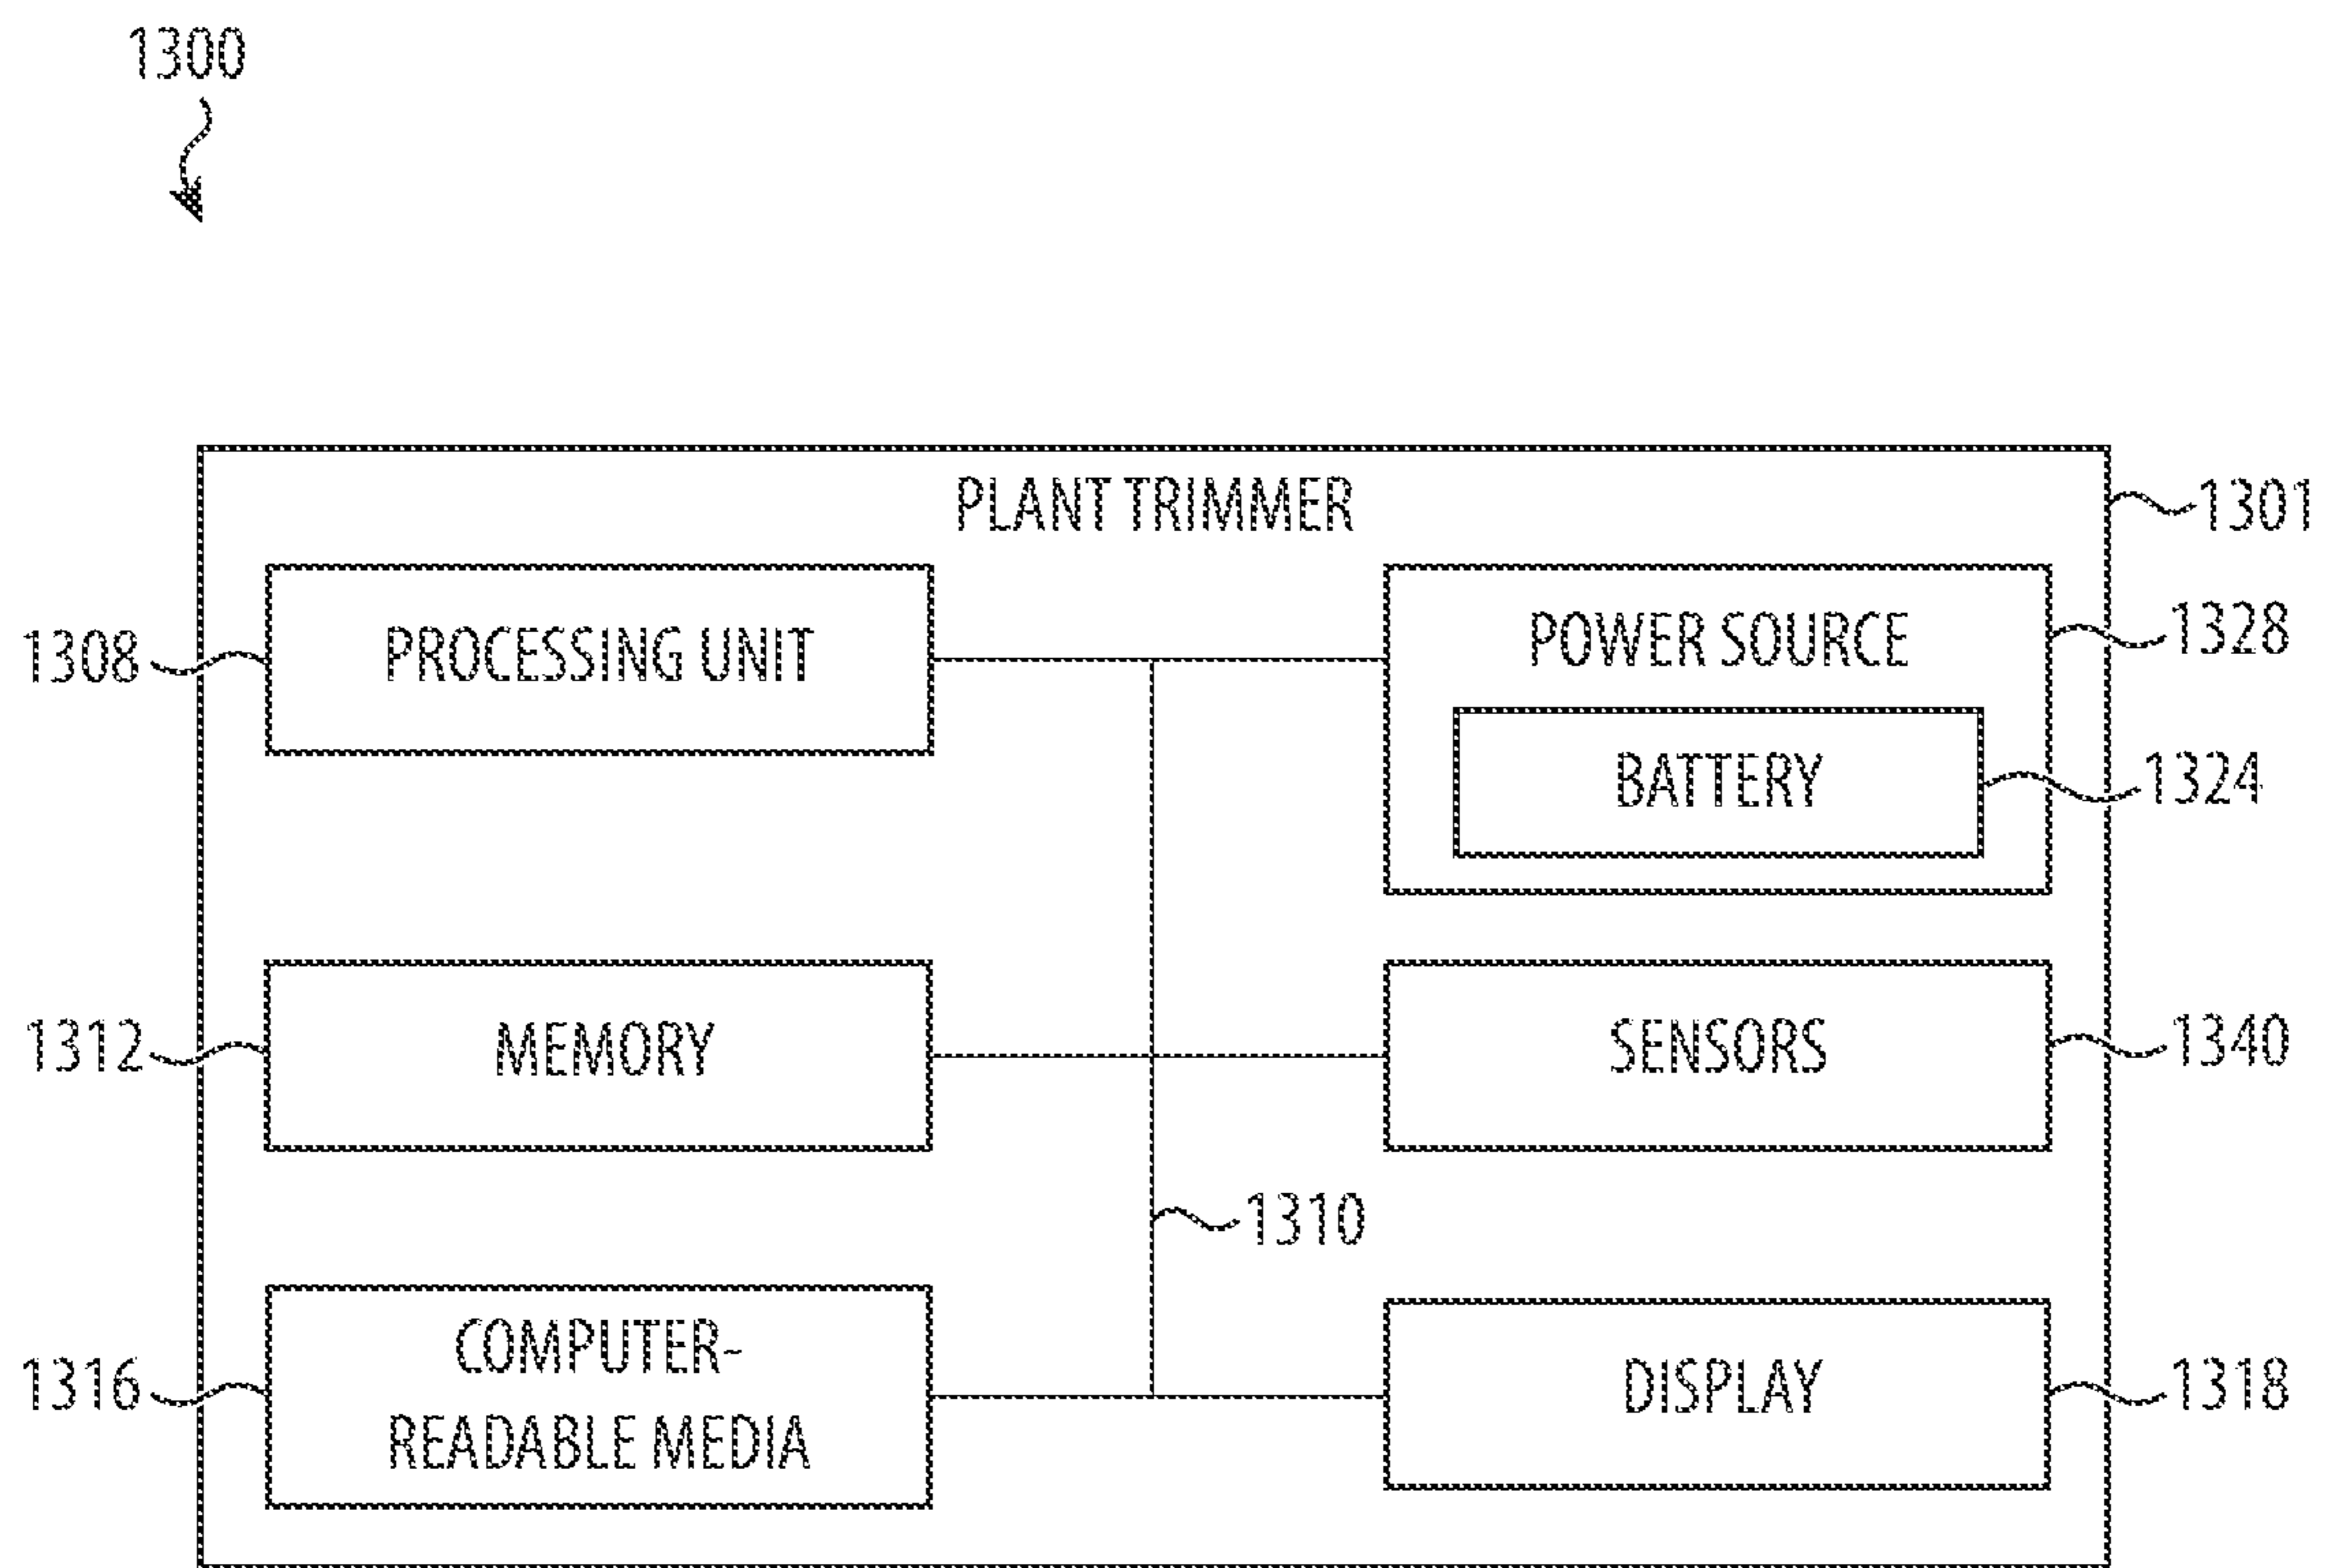 1300
PLANT TRIMMER
1301
1308
PROCESSING UNIT
POWER SOURCE
1328
BATTERY
1324
1312
MEMORY
SENSORS
1340
1310
1316
COMPUTER-
READABLE MEDIA
DISPLAY
1318